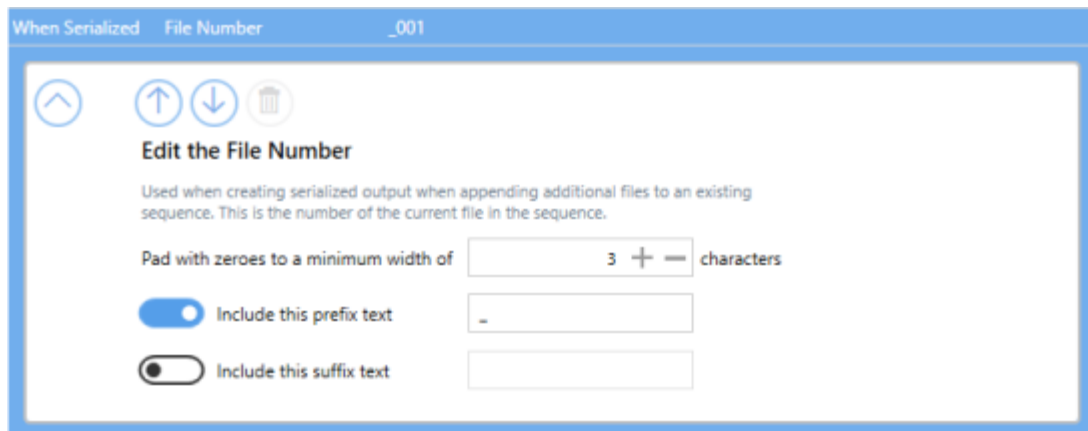 When Serialized File Number _001
Edit the File Number
Used when creating serialized output when appending additional files to an existing
sequence. This is the number of the current file in the sequence.
Pad with zeroes to a minimum width of 3 characters
Include this prefix text _
Include this suffix text